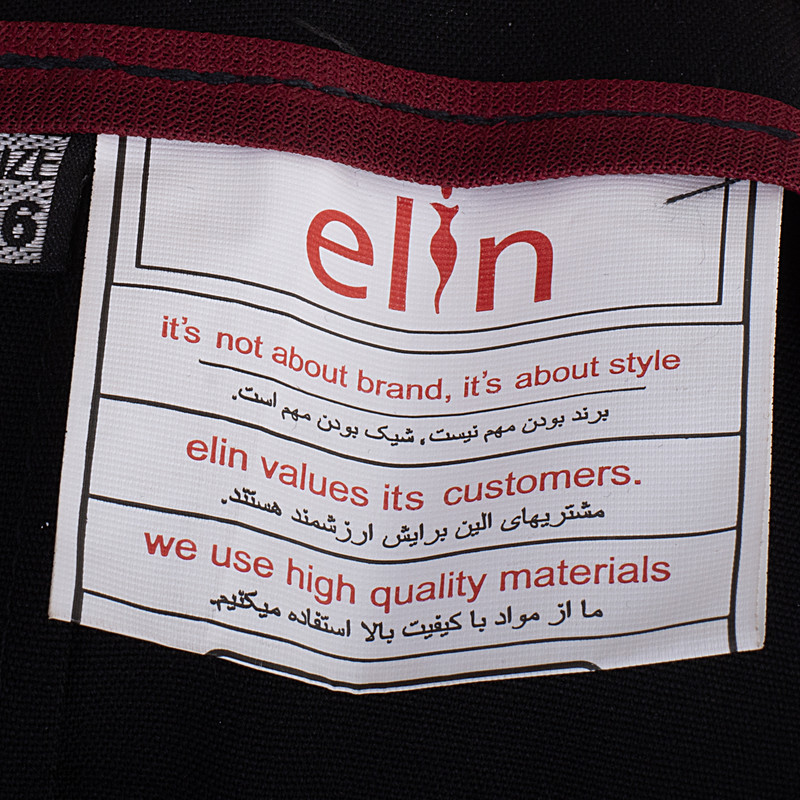 elin
it's not about brand, it's about style
برند بودن مهم نیست، شیک بودن مهم است.
elin values its customers.
مشتریهای الین برایش ارزشمند هستند.
we use high quality materials
ما از مواد با کیفیت بالا استفاده میکنیم.
6